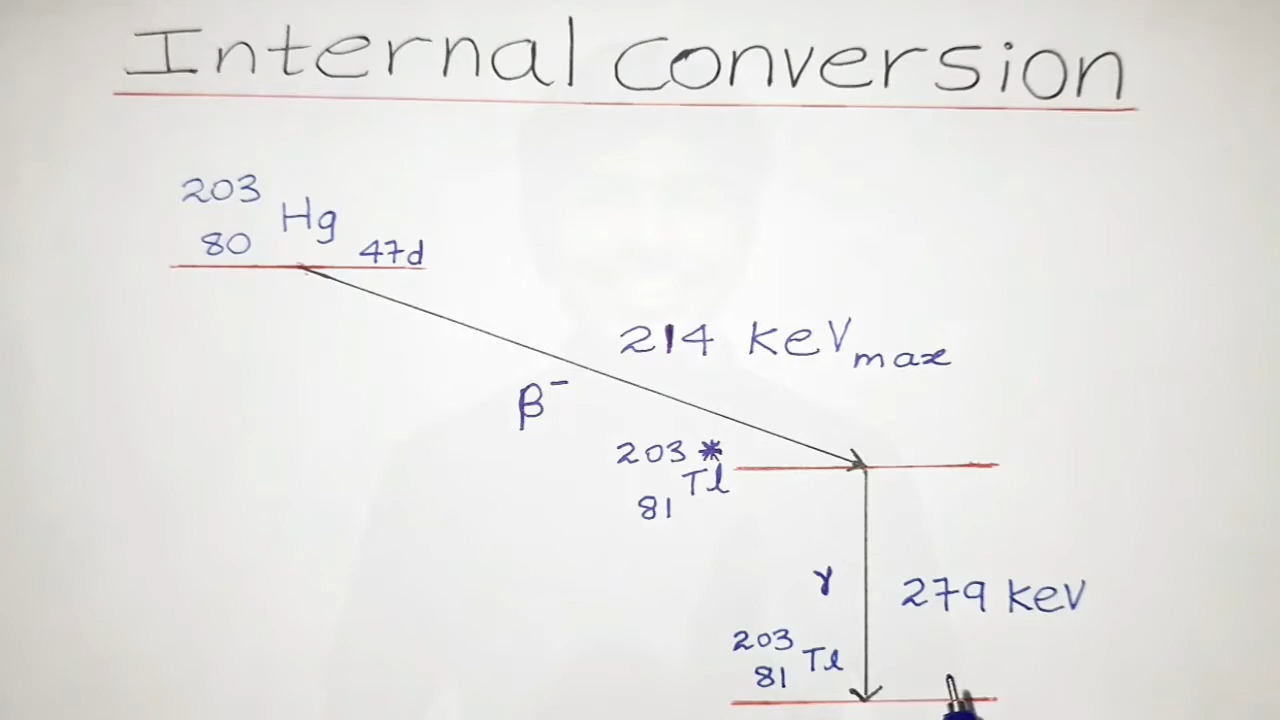 Internal conversion
203
80 Hg 47d
214 KeV max
β⁻
203 *
81 Tl
γ 279 KeV
203
81 Tl